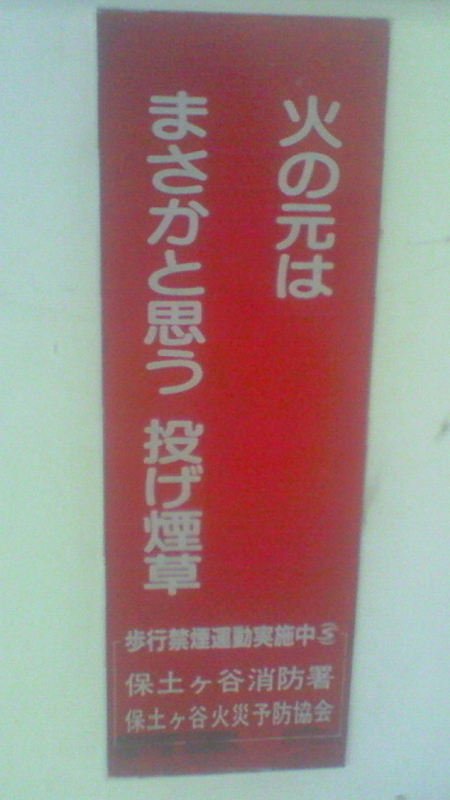 火の元は
まさかと思う 投げ煙草
歩行禁煙運動実施中
保土ヶ谷消防署
保土ヶ谷火災予防協会